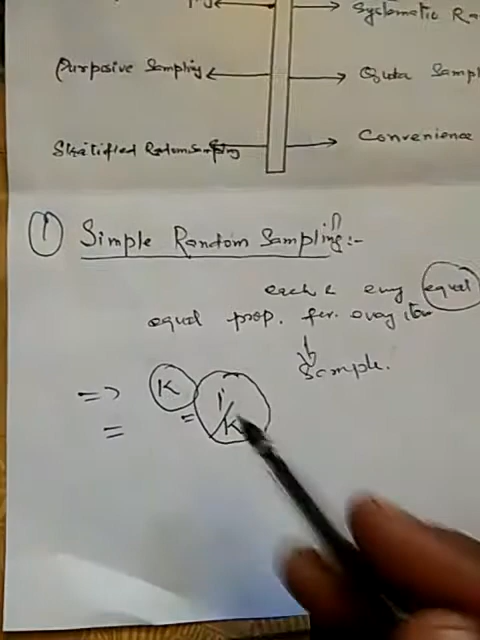 Systematic Ra
Purposive Sampling
Quota Sampl
Stratified Random Sampling
Convenience
① Simple Random Sampling:-
each & every equal
equal prop. for. every item
Sample.
=> K
= = 1/K